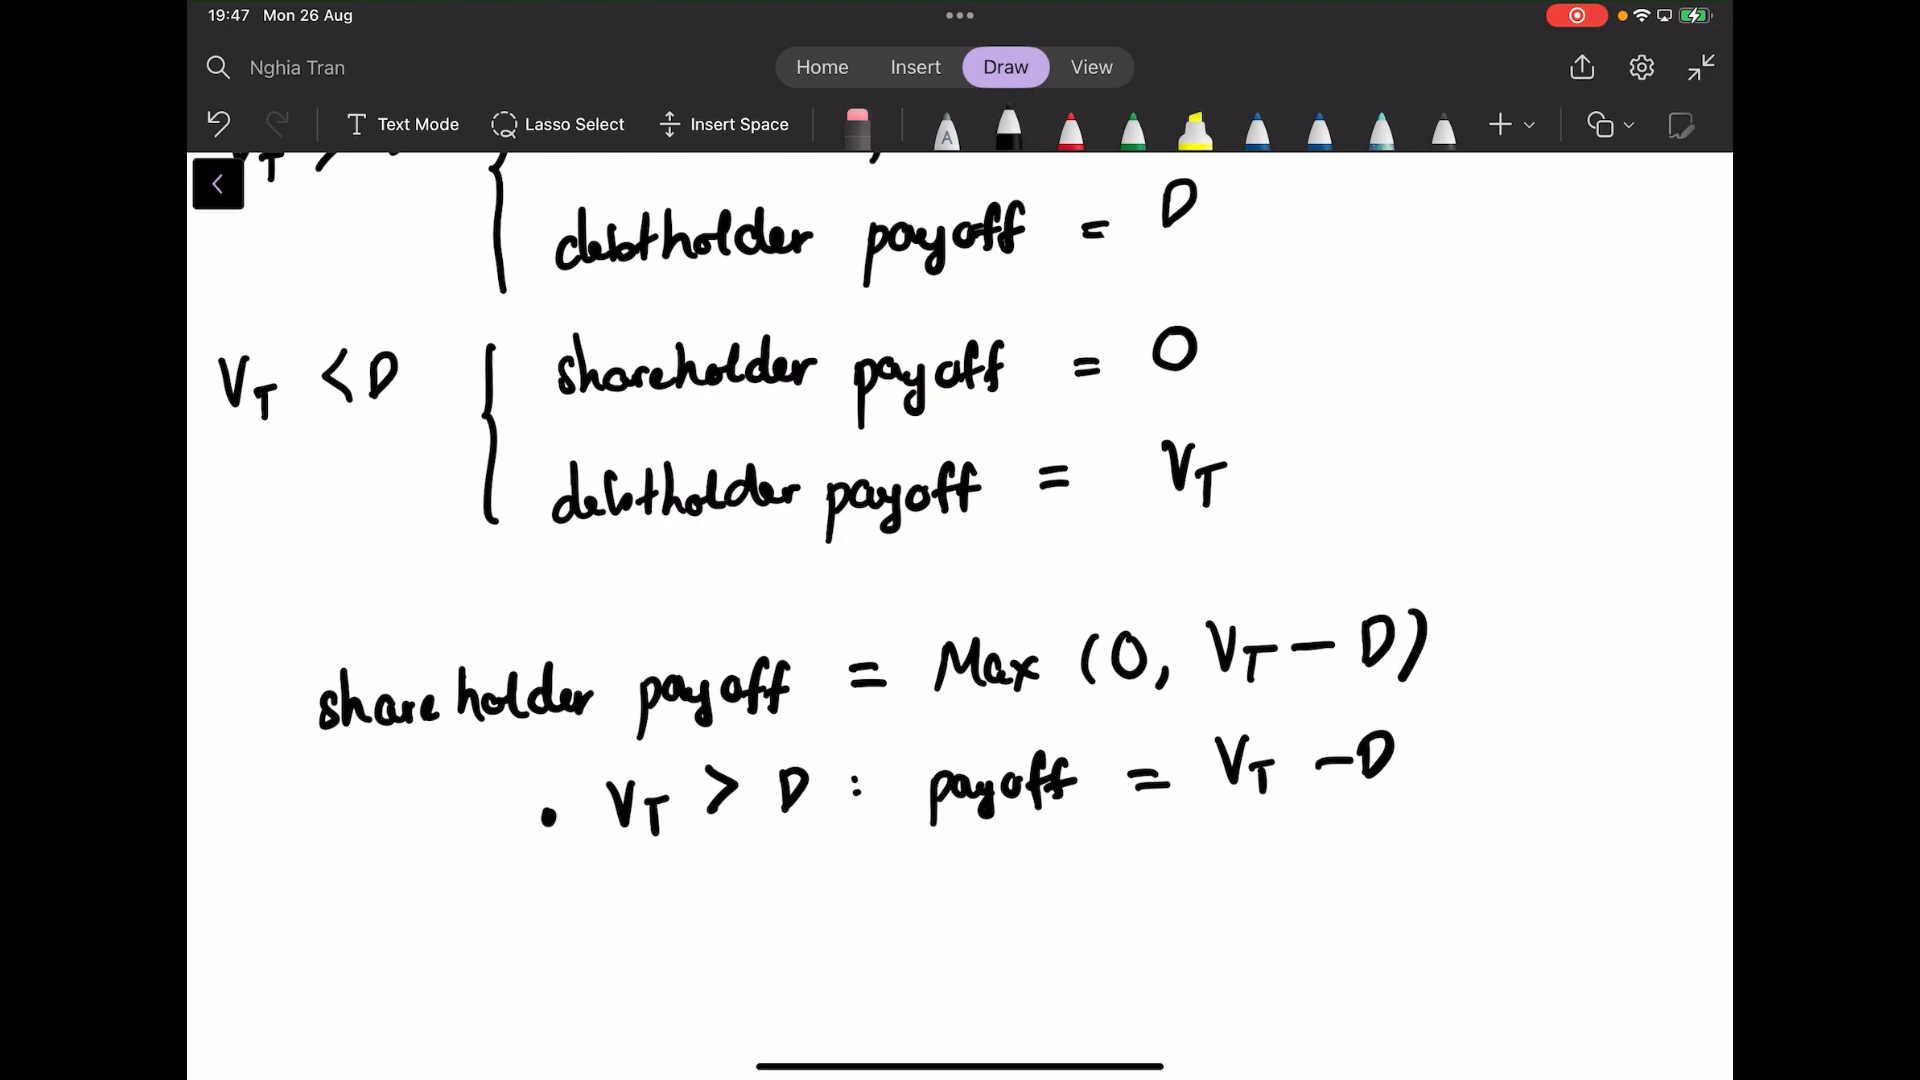 19:47 Mon 26 Aug
Nghia Tran Home Insert Draw View
Text Mode Lasso Select Insert Space A
V_T >
debtholder payoff = D
V_T < D { shareholder payoff = 0
debtholder payoff = V_T
shareholder payoff = Max (0, V_T - D)
• V_T > D : payoff = V_T - D